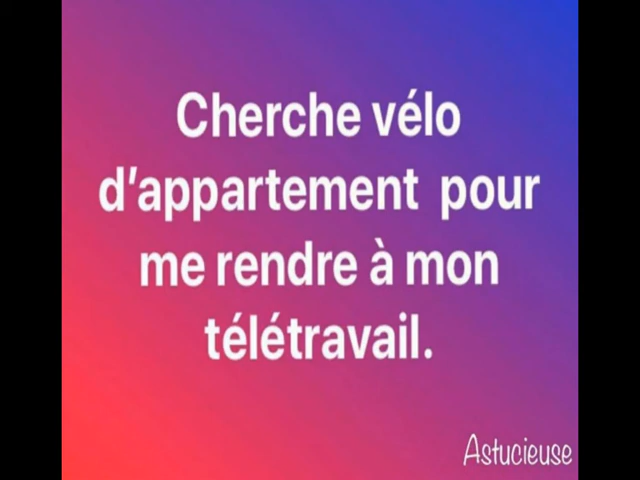 Cherche vélo
d’appartement pour
me rendre à mon
télétravail.
Astucieuse